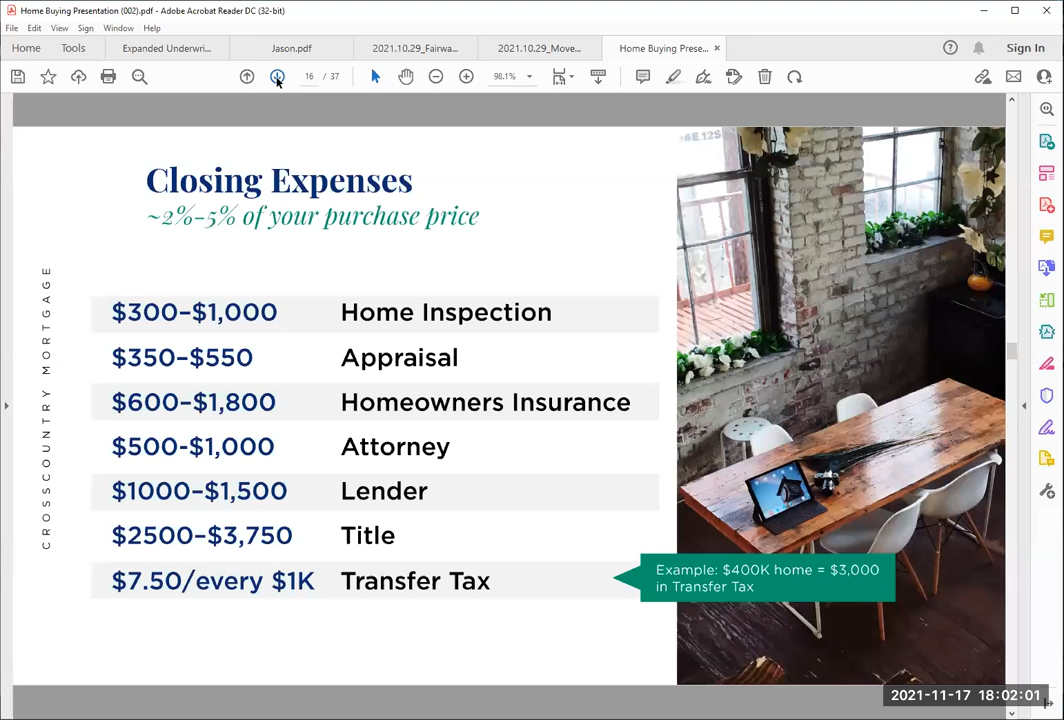 Home Buying Presentation (002).pdf - Adobe Acrobat Reader DC (32-bit)
File Edit View Sign Window Help
Home Tools Expanded Underwri... Jason.pdf 2021.10.29_Fairwa... 2021.10.29_Move... Home Buying Prese... × Sign In
16 / 37 98.1%
Closing Expenses
~2%-5% of your purchase price
CROSSCOUNTRY MORTGAGE
$300–$1,000 Home Inspection
$350–$550 Appraisal
$600–$1,800 Homeowners Insurance
$500-$1,000 Attorney
$1000–$1,500 Lender
$2500–$3,750 Title
$7.50/every $1K Transfer Tax
Example: $400K home = $3,000
in Transfer Tax
2021-11-17 18:02:01